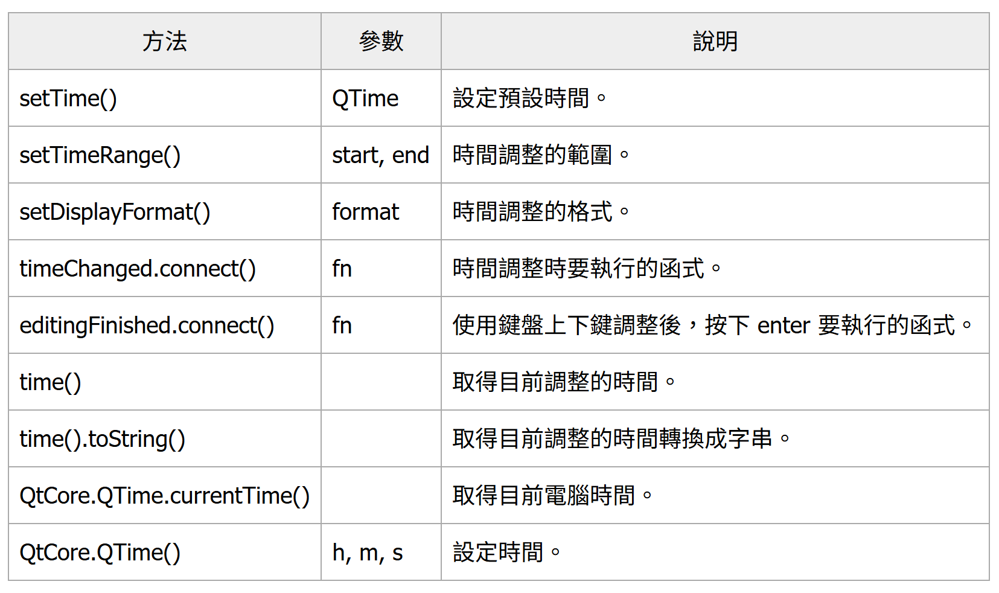 方法 參數 說明
setTime() QTime 設定預設時間。
setTimeRange() start, end 時間調整的範圍。
setDisplayFormat() format 時間調整的格式。
timeChanged.connect() fn 時間調整時要執行的函式。
editingFinished.connect() fn 使用鍵盤上下鍵調整後，按下 enter 要執行的函式。
time() 取得目前調整的時間。
time().toString() 取得目前調整的時間轉換成字串。
QtCore.QTime.currentTime() 取得目前電腦時間。
QtCore.QTime() h, m, s 設定時間。